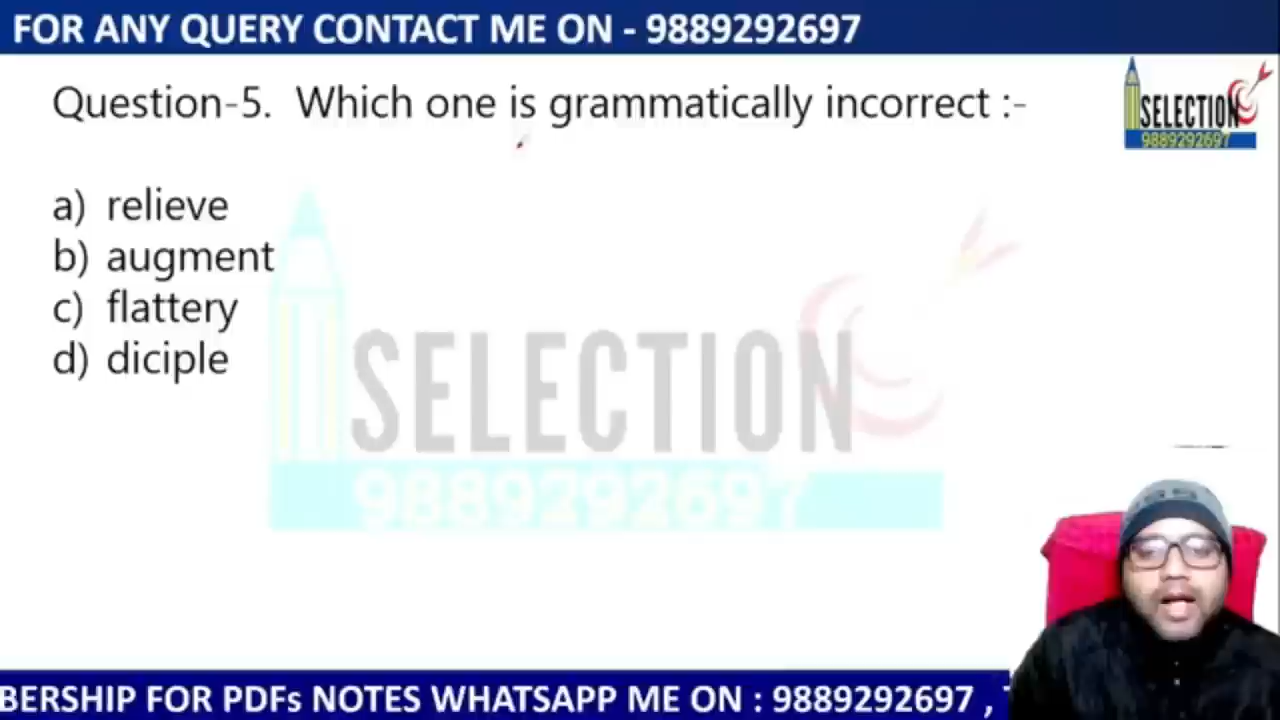 FOR ANY QUERY CONTACT ME ON - 9889292697
Question-5. Which one is grammatically incorrect :-
SELECTION
9889292697
a) relieve
b) augment
c) flattery
d) diciple
SELECTION
9889292697
BERSHIP FOR PDFs NOTES WHATSAPP ME ON : 9889292697 ,